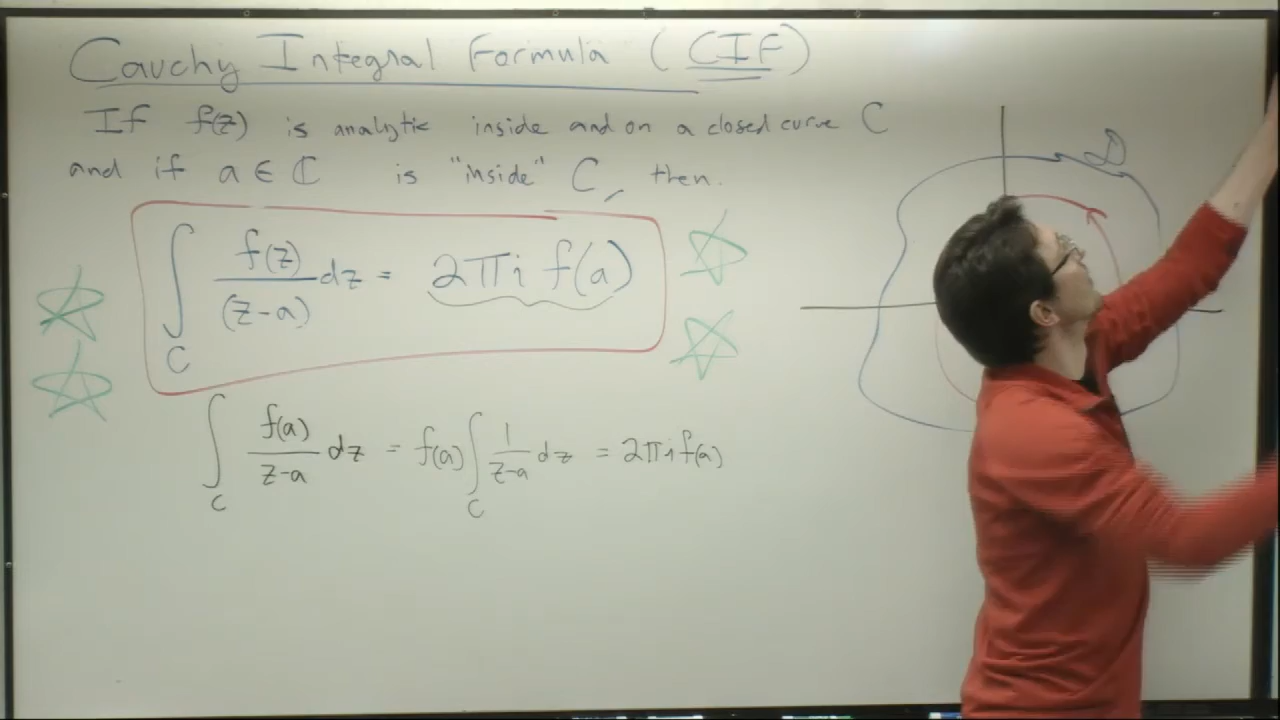 Cauchy Integral Formula (CIF)
If f(z) is analytic inside and on a closed curve C
and if a ∈ ℂ is "inside" C, then.
∫_C f(z)/(z-a) dz = 2πi f(a)
∫_C f(a)/(z-a) dz = f(a) ∫_C 1/(z-a) dz = 2πi f(a)
D